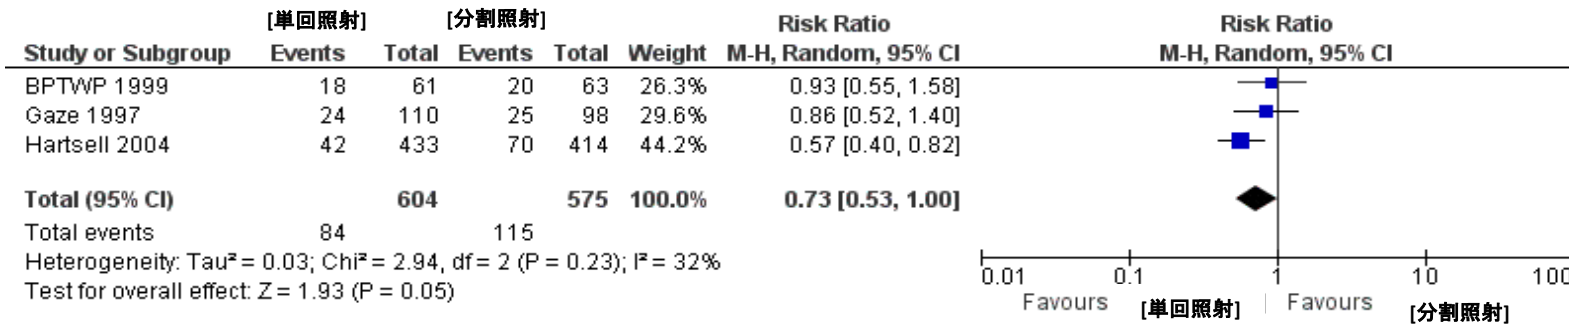 [単回照射] [分割照射] Risk Ratio Risk Ratio
Study or Subgroup Events Total Events Total Weight M-H, Random, 95% CI M-H, Random, 95% CI
BPTWP 1999 18 61 20 63 26.3% 0.93 [0.55, 1.58]
Gaze 1997 24 110 25 98 29.6% 0.86 [0.52, 1.40]
Hartsell 2004 42 433 70 414 44.2% 0.57 [0.40, 0.82]
Total (95% CI) 604 575 100.0% 0.73 [0.53, 1.00]
Total events 84 115
Heterogeneity: Tau² = 0.03; Chi² = 2.94, df = 2 (P = 0.23); I² = 32%
Test for overall effect: Z = 1.93 (P = 0.05)
0.01 0.1 1 10 100
Favours [単回照射] Favours [分割照射]